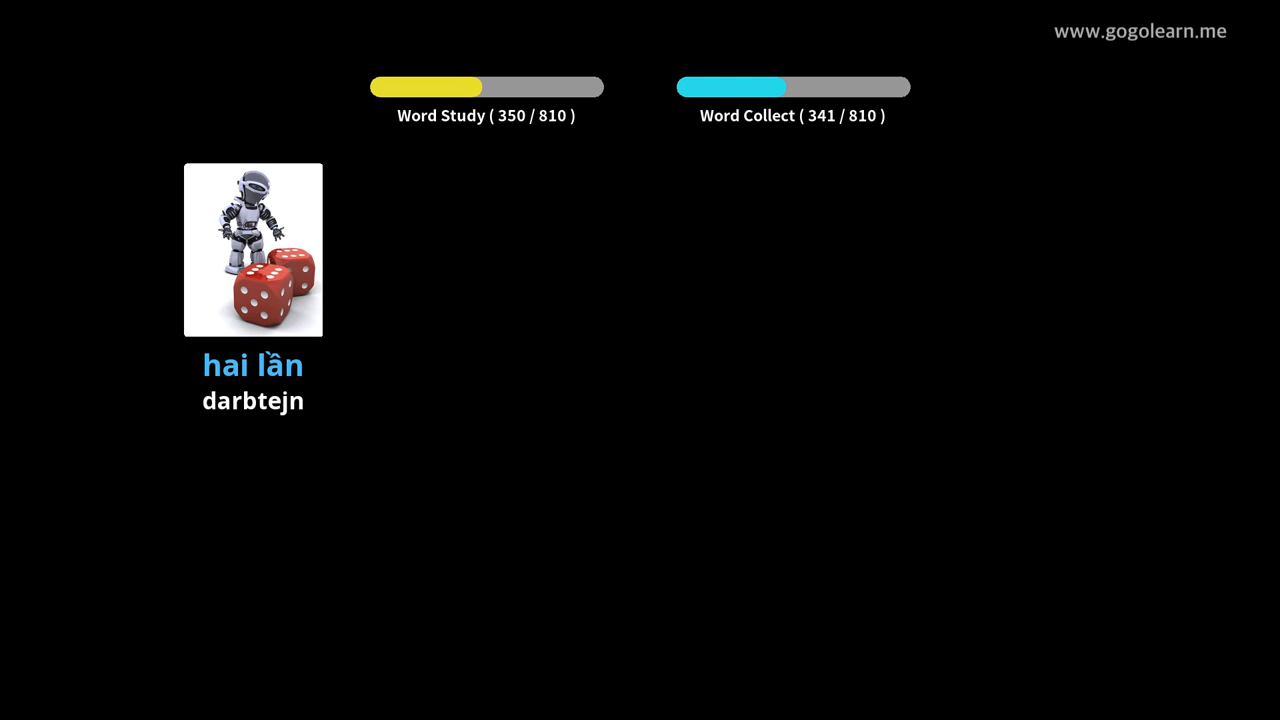 www.gogolearn.me
Word Study ( 350 / 810 )
Word Collect ( 341 / 810 )
hai lần
darbtejn